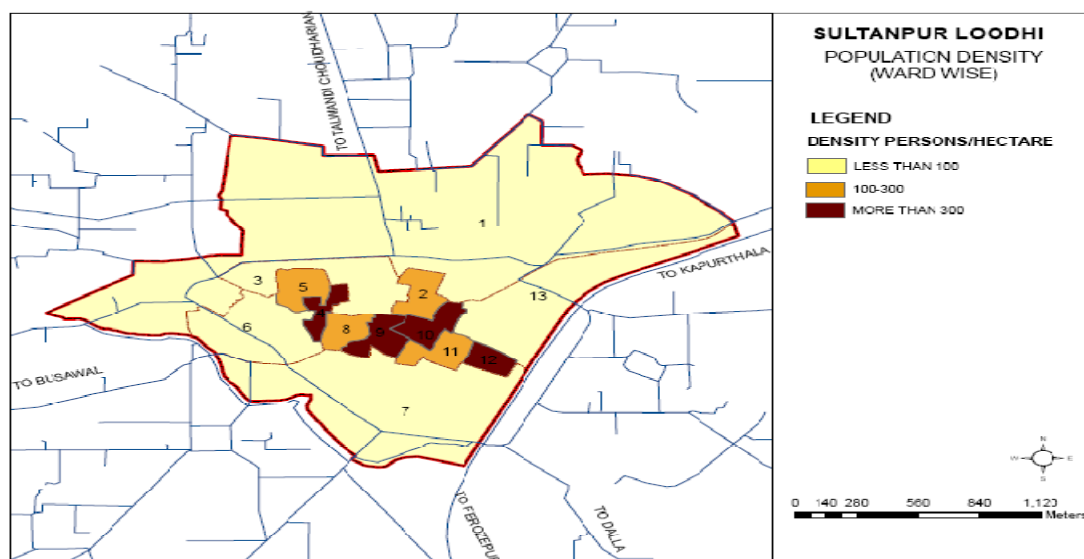 SULTANPUR LOODHI
POPULATION DENSITY
(WARD WISE)
LEGEND
DENSITY PERSONS/HECTARE
LESS THAN 100
100-300
MORE THAN 300
TO TALWANDI CHOUDHARIAN
1
TO KAPURTHALA
3
5
2
13
4
6
8
9
10
11
12
TO BUSAWAL
7
TO FEROZEPUR
TO DALLA
N
W
E
S
0 140 280 560 840 1,120
Meters